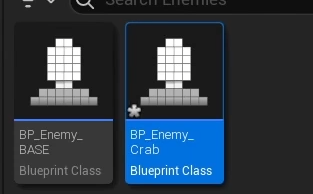 Search Enemies
BP_Enemy_
BASE
Blueprint Class
BP_Enemy_
Crab
Blueprint Class